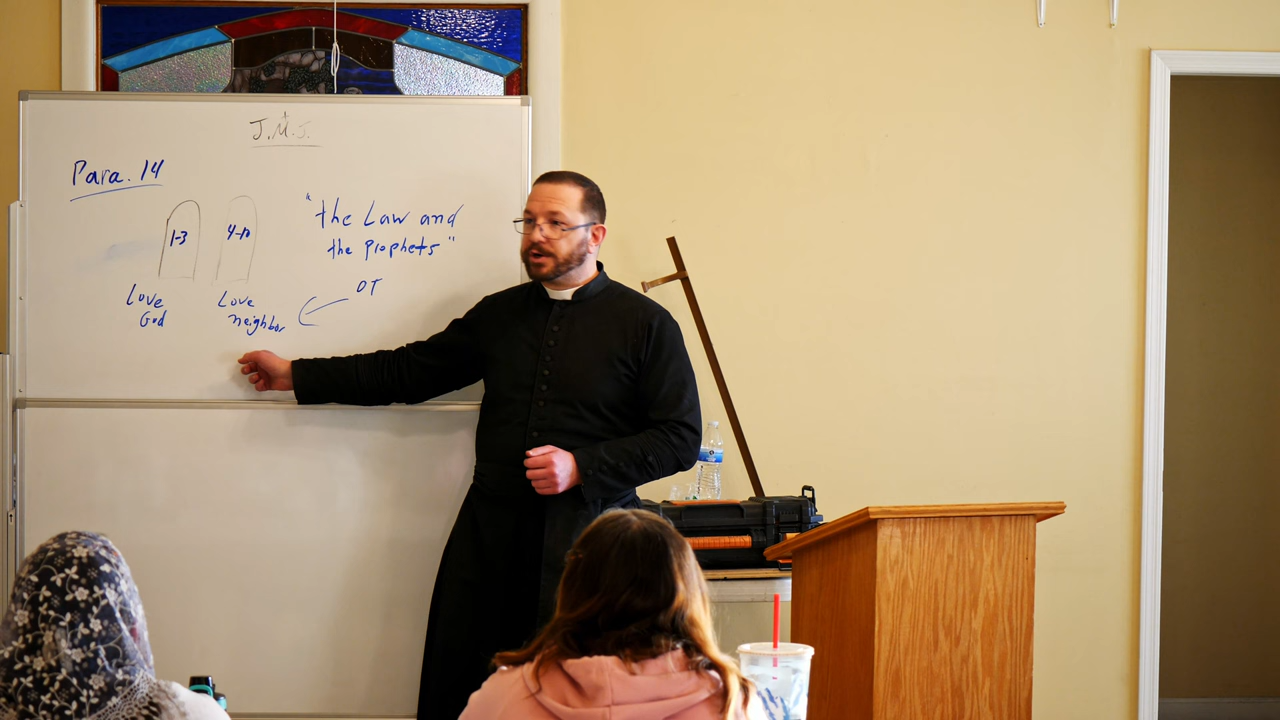 J.M.J.
Para. 14
1-3
4-10
"the Law and
the Prophets"
OT
Love
God
Love
neighbor